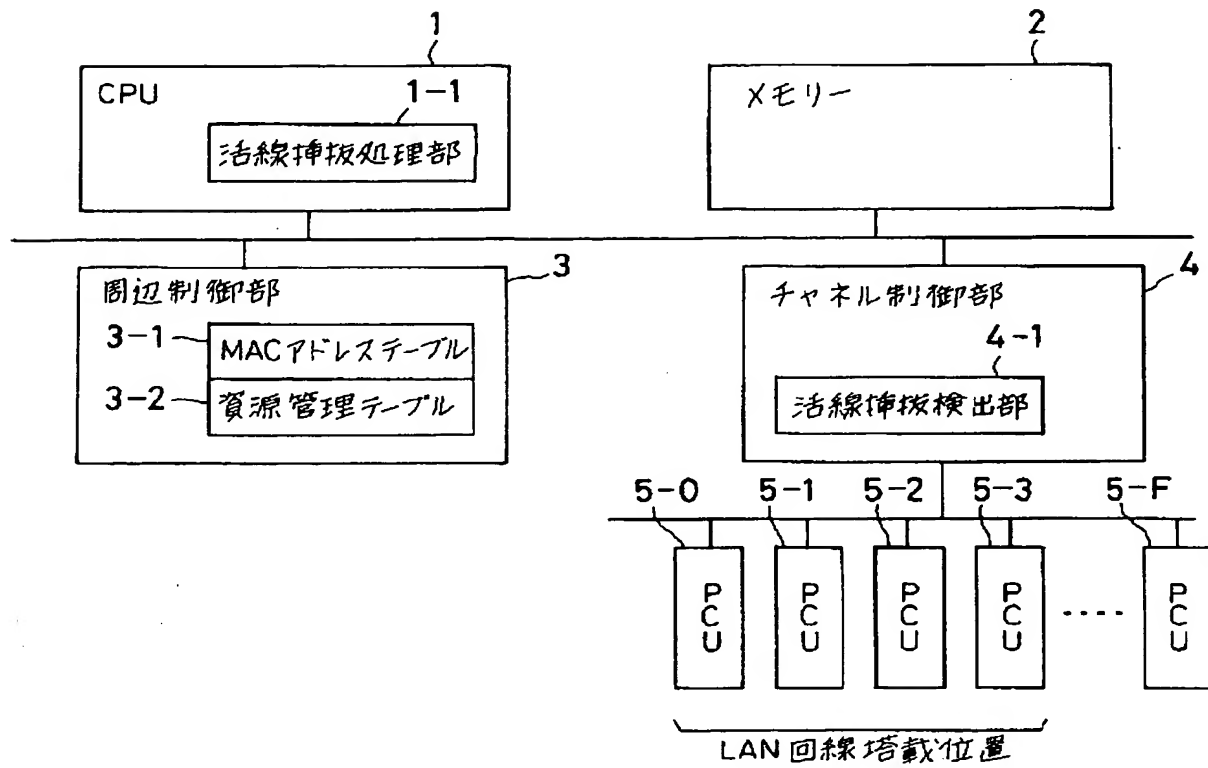 1
2
CPU
1-1
活線挿抜処理部
メモリー
3
周辺制御部
3-1
MACアドレステーブル
3-2
資源管理テーブル
4
チャネル制御部
4-1
活線挿抜検出部
5-0 5-1 5-2 5-3 5-F
PCU PCU PCU PCU ···· PCU
LAN回線塔載位置